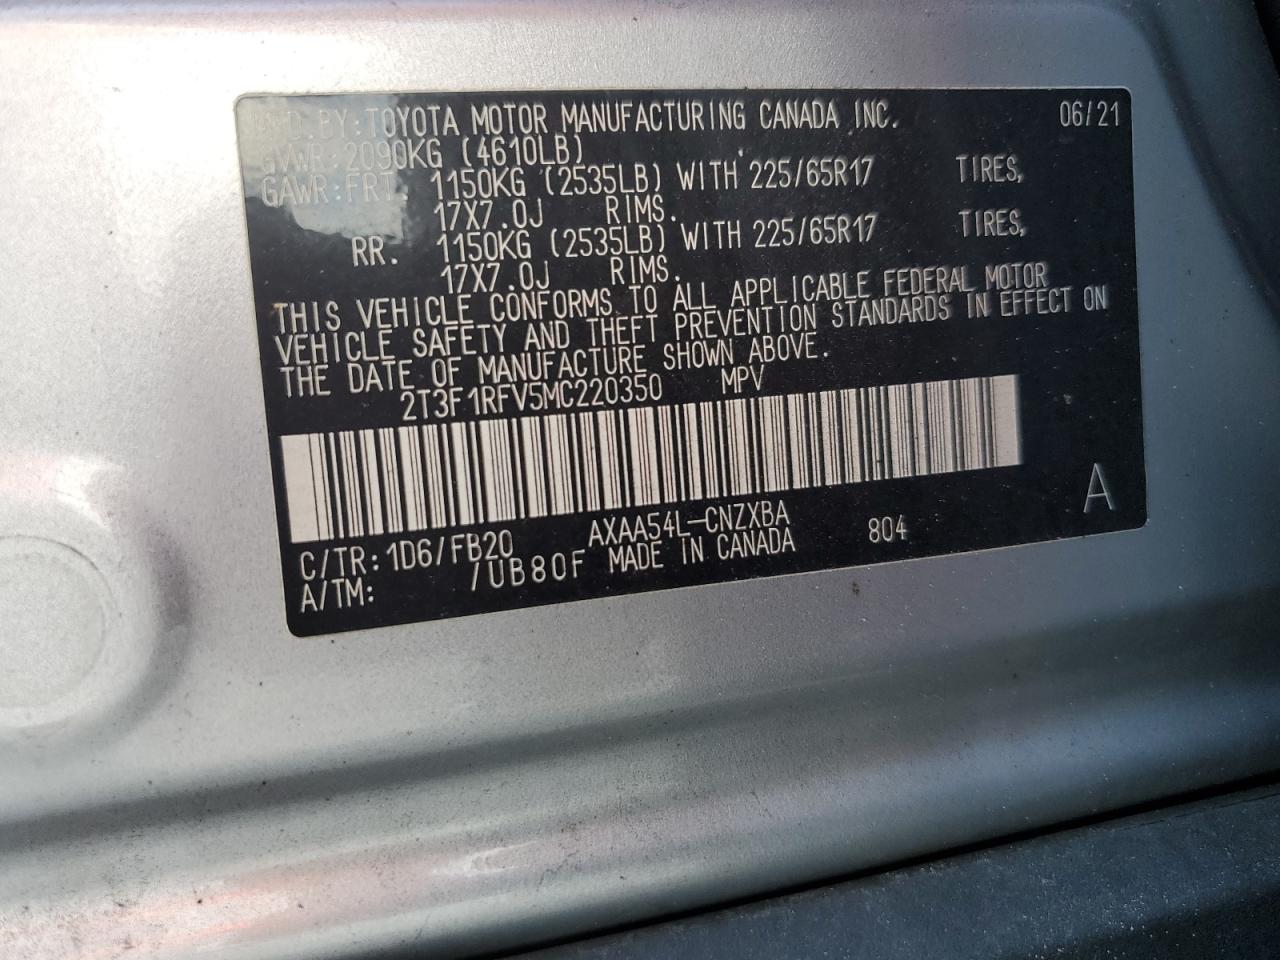 MFD.BY:TOYOTA MOTOR MANUFACTURING CANADA INC. 06/21
GVWR:2090KG (4610LB)
GAWR:FRT. 1150KG (2535LB) WITH 225/65R17 TIRES,
17X7.0J RIMS.
RR. 1150KG (2535LB) WITH 225/65R17 TIRES,
17X7.0J RIMS.
THIS VEHICLE CONFORMS TO ALL APPLICABLE FEDERAL MOTOR
VEHICLE SAFETY AND THEFT PREVENTION STANDARDS IN EFFECT ON
THE DATE OF MANUFACTURE SHOWN ABOVE.
2T3F1RFV5MC220350 MPV
A
C/TR:1D6/FB20 AXAA54L-CNZXBA 804
A/TM: /UB80F MADE IN CANADA